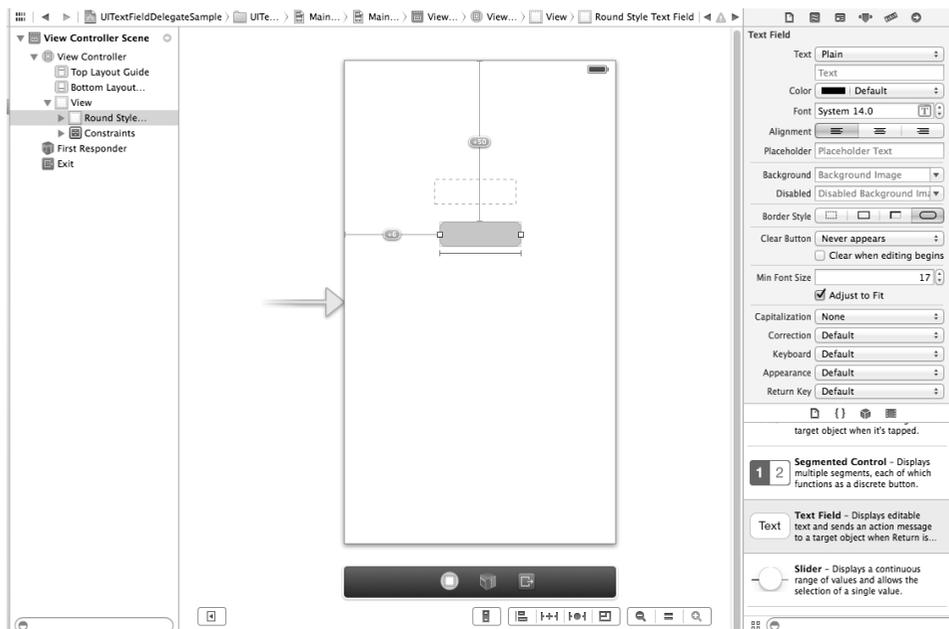 UITextFieldDelegateSample 〉 UITe... 〉 Main... 〉 Main... 〉 View... 〉 View... 〉 View 〉 Round Style Text Field
View Controller Scene
View Controller
Top Layout Guide
Bottom Layout...
View
Round Style...
Constraints
First Responder
Exit
+50
+6
Text Field
Text Plain
Text
Color Default
Font System 14.0
Alignment
Placeholder Placeholder Text
Background Background Image
Disabled Disabled Background Ima
Border Style
Clear Button Never appears
Clear when editing begins
Min Font Size 17
Adjust to Fit
Capitalization None
Correction Default
Keyboard Default
Appearance Default
Return Key Default
target object when it's tapped.
1 2
Segmented Control – Displays
multiple segments, each of which
functions as a discrete button.
Text
Text Field – Displays editable
text and sends an action message
to a target object when Return is...
Slider – Displays a continuous
range of values and allows the
selection of a single value.